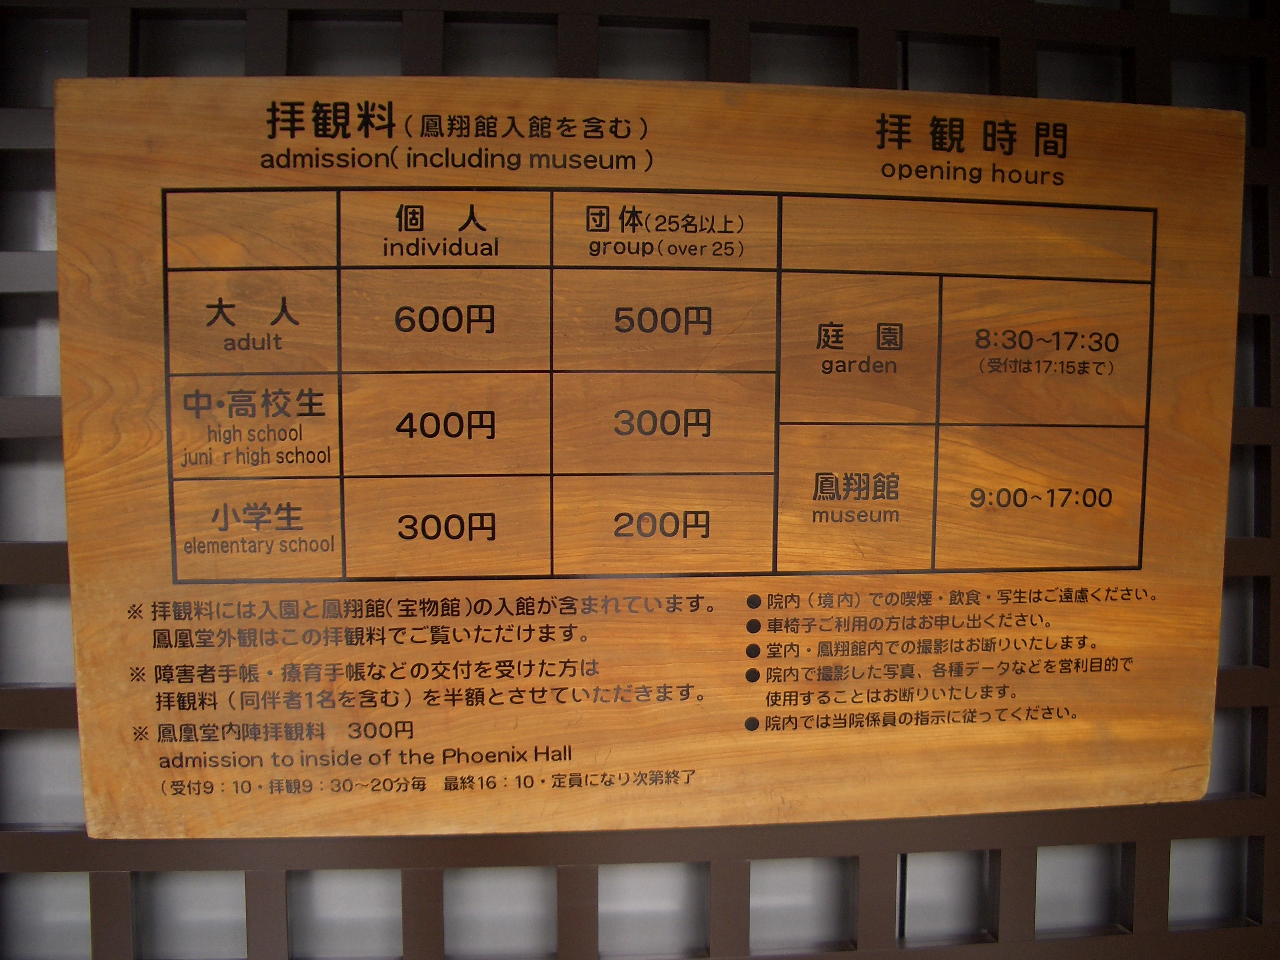 拝観料(鳳翔館入館を含む)
admission(including museum)
拝観時間
opening hours
個 人
individual
団体(25名以上)
group(over 25)
大 人
adult
600円
500円
中・高校生
high school
juni r high school
400円
300円
小学生
elementary school
300円
200円
庭 園
garden
8:30~17:30
(受付は17:15まで)
鳳翔館
museum
9:00~17:00
※ 拝観料には入園と鳳翔館(宝物館)の入館が含まれています。
鳳凰堂外観はこの拝観料でご覧いただけます。
※ 障害者手帳・療育手帳などの交付を受けた方は
拝観料(同伴者1名を含む)を半額とさせていただきます。
※ 鳳凰堂内陣拝観料 300円
admission to inside of the Phoenix Hall
(受付9:10・拝観9:30~20分毎 最終16:10・定員になり次第終了
●院内(境内)での喫煙・飲食・写生はご遠慮ください。
●車椅子ご利用の方はお申し出ください。
●堂内・鳳翔館内での撮影はお断りいたします。
●院内で撮影した写真、各種データなどを営利目的で
使用することはお断りいたします。
●院内では当院係員の指示に従ってください。